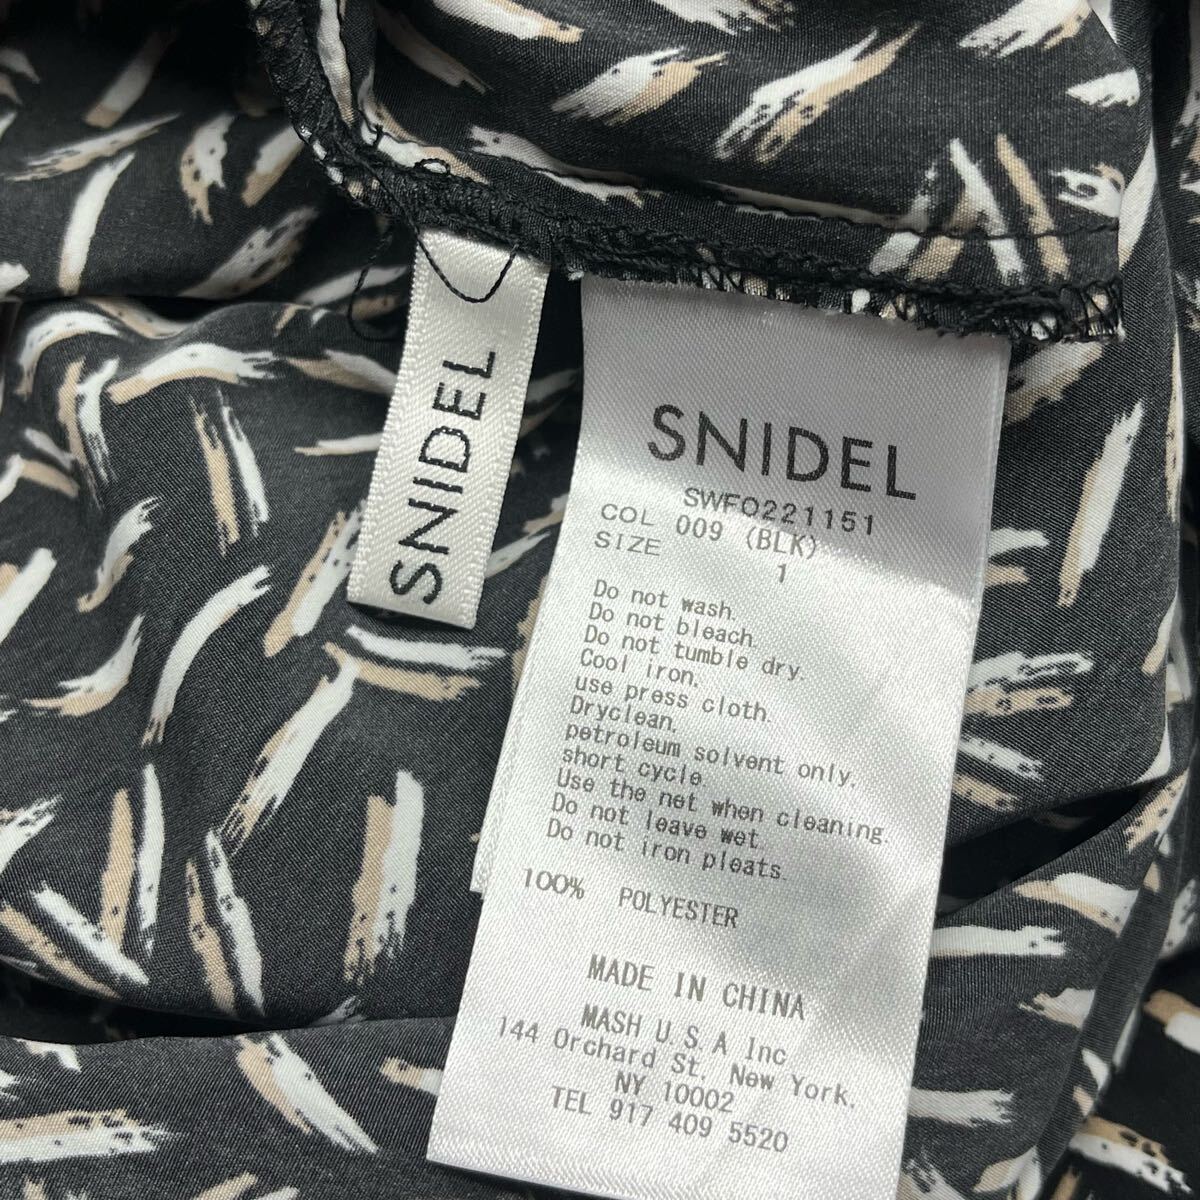 SNIDEL
SNIDEL
SWFO221151
COL 009 (BLK)
SIZE 1
Do not wash.
Do not bleach.
Do not tumble dry.
Cool iron.
use press cloth.
Dryclean.
petroleum solvent only.
short cycle.
Use the net when cleaning.
Do not leave wet.
Do not iron pleats.
100% POLYESTER
MADE IN CHINA
MASH U.S.A Inc
144 Orchard St, New York,
NY 10002
TEL 917 409 5520